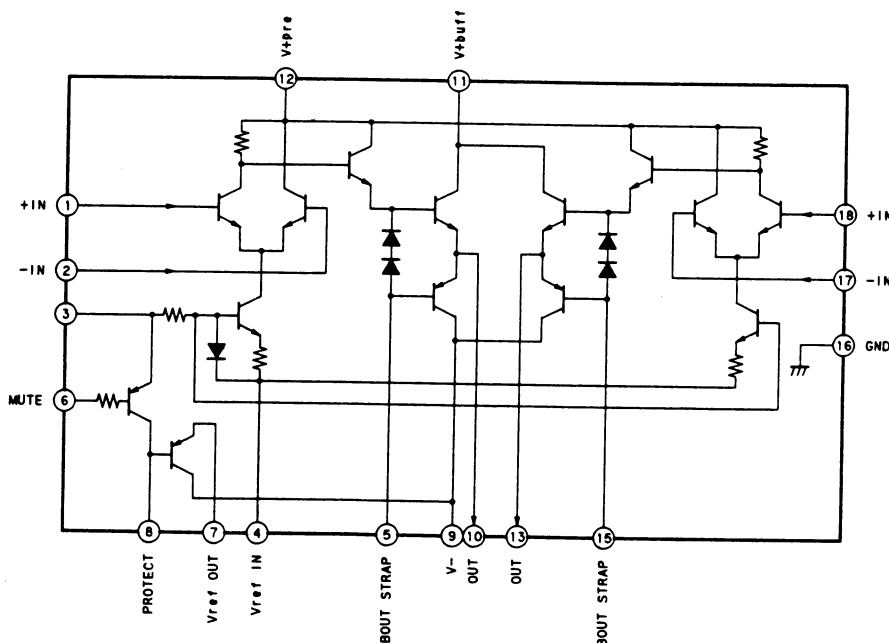 V+pre
V+buff
12
11
+IN 1
18 +IN
-IN 2
17 -IN
3
16 GND
MUTE 6
8
7
4
5
9
10
13
15
PROTECT
Vref OUT
Vref IN
BOUT STRAP
V-
OUT
OUT
BOUT STRAP